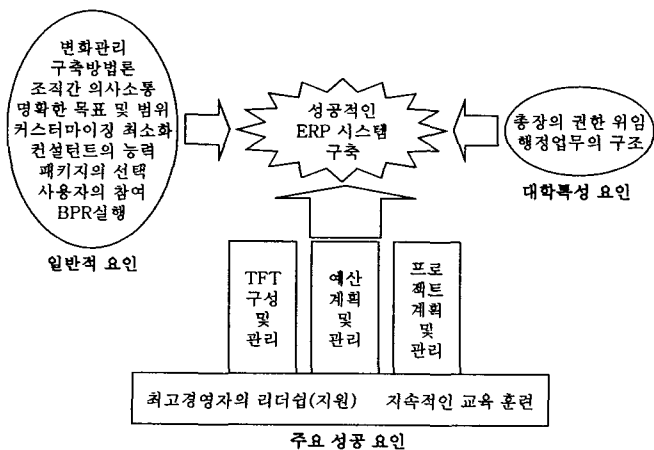 변화관리
구축방법론
조직간 의사소통
명확한 목표 및 범위
커스터마이징 최소화
컨설턴트의 능력
패키지의 선택
사용자의 참여
BPR실행
일반적 요인
성공적인
ERP 시스템
구축
총장의 권한 위임
행정업무의 구조
대학특성 요인
TFT
구성
및
관리
예산
계획
및
관리
프로
젝트
계획
및
관리
최고경영자의 리더쉽(지원) 지속적인 교육 훈련
주요 성공 요인